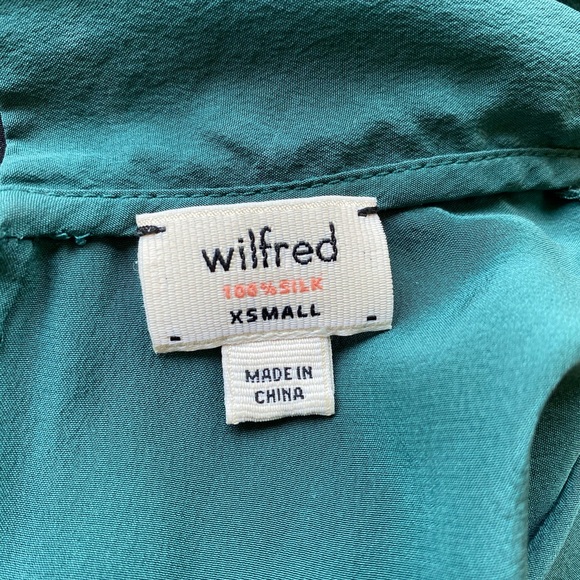 wilfred
100% SILK
XSMALL
MADE IN
CHINA